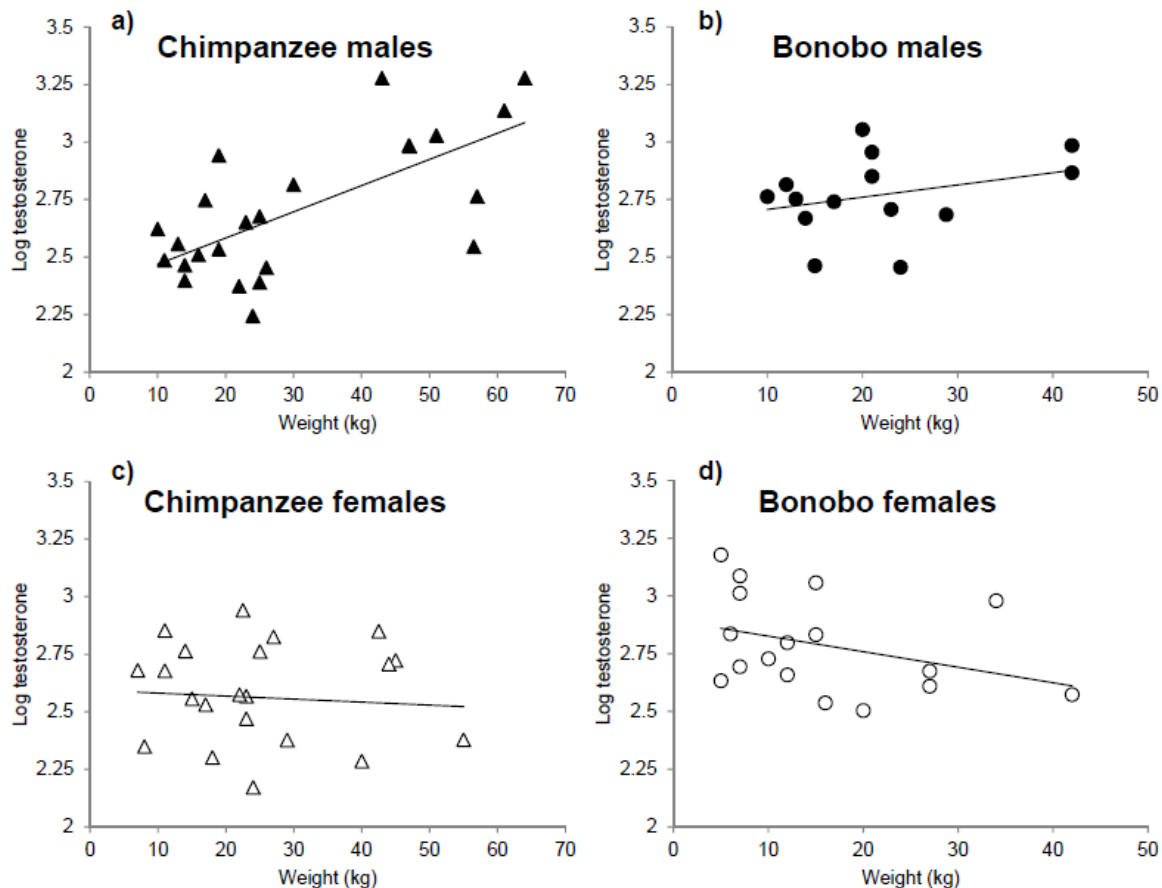 a)
Chimpanzee males
3.5
3.25
3
2.75
2.5
2.25
2
Log testosterone
0 10 20 30 40 50 60 70
Weight (kg)
b)
Bonobo males
3.5
3.25
3
2.75
2.5
2.25
2
Log testosterone
0 10 20 30 40 50
Weight (kg)
c)
Chimpanzee females
3.5
3.25
3
2.75
2.5
2.25
2
Log testosterone
0 10 20 30 40 50 60 70
Weight (kg)
d)
Bonobo females
3.5
3.25
3
2.75
2.5
2.25
2
Log testosterone
0 10 20 30 40 50
Weight (kg)